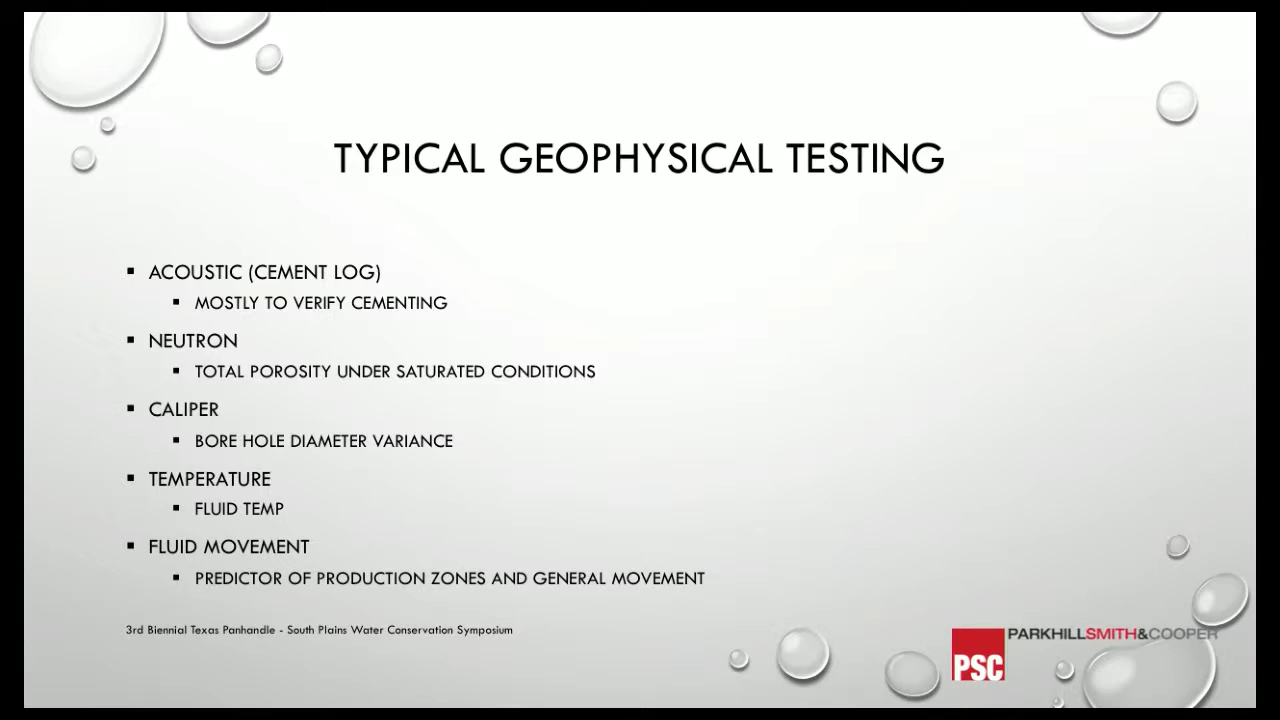 TYPICAL GEOPHYSICAL TESTING
▪ ACOUSTIC (CEMENT LOG)
▪ MOSTLY TO VERIFY CEMENTING
▪ NEUTRON
▪ TOTAL POROSITY UNDER SATURATED CONDITIONS
▪ CALIPER
▪ BORE HOLE DIAMETER VARIANCE
▪ TEMPERATURE
▪ FLUID TEMP
▪ FLUID MOVEMENT
▪ PREDICTOR OF PRODUCTION ZONES AND GENERAL MOVEMENT
3rd Biennial Texas Panhandle - South Plains Water Conservation Symposium
PARKHILLSMITH&COOPER
PSC